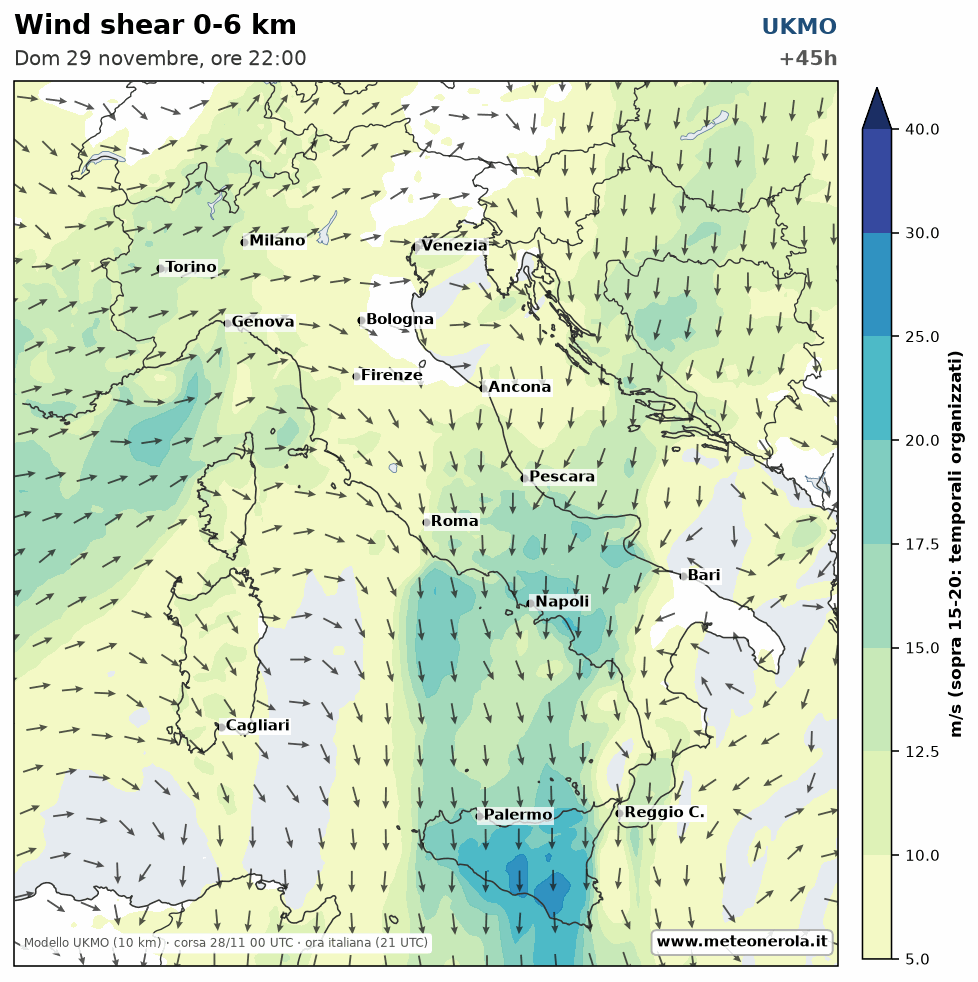 Wind shear 0-6 km
UKMO
Dom 29 novembre, ore 22:00
+45h
40.0
30.0
25.0
20.0
17.5
15.0
12.5
10.0
5.0
m/s (sopra 15-20: temporali organizzati)
Milano
Venezia
Torino
Genova
Bologna
Firenze
Ancona
Pescara
Roma
Bari
Napoli
Cagliari
Palermo
Reggio C.
Modello UKMO (10 km) · corsa 28/11 00 UTC · ora italiana (21 UTC)
www.meteonerola.it